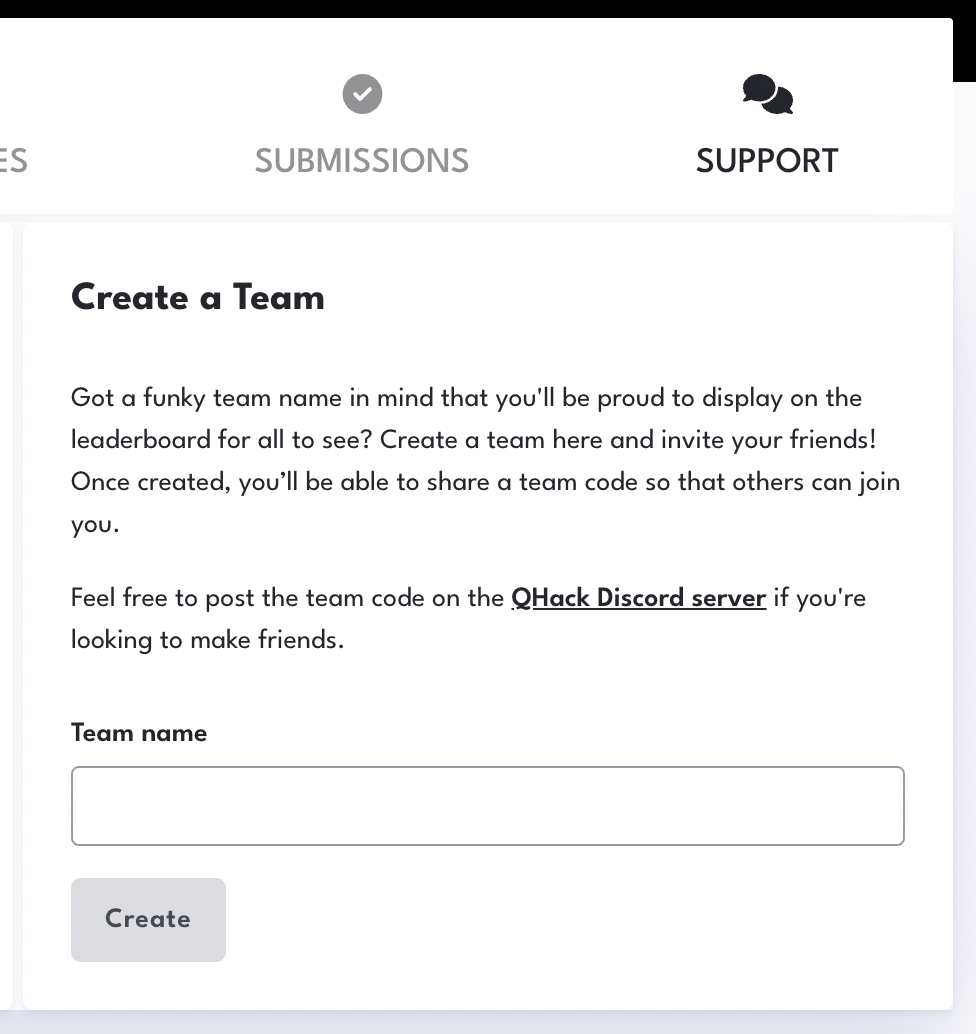 ES
SUBMISSIONS
SUPPORT
Create a Team
Got a funky team name in mind that you'll be proud to display on the
leaderboard for all to see? Create a team here and invite your friends!
Once created, you’ll be able to share a team code so that others can join
you.
Feel free to post the team code on the QHack Discord server if you're
looking to make friends.
Team name
Create